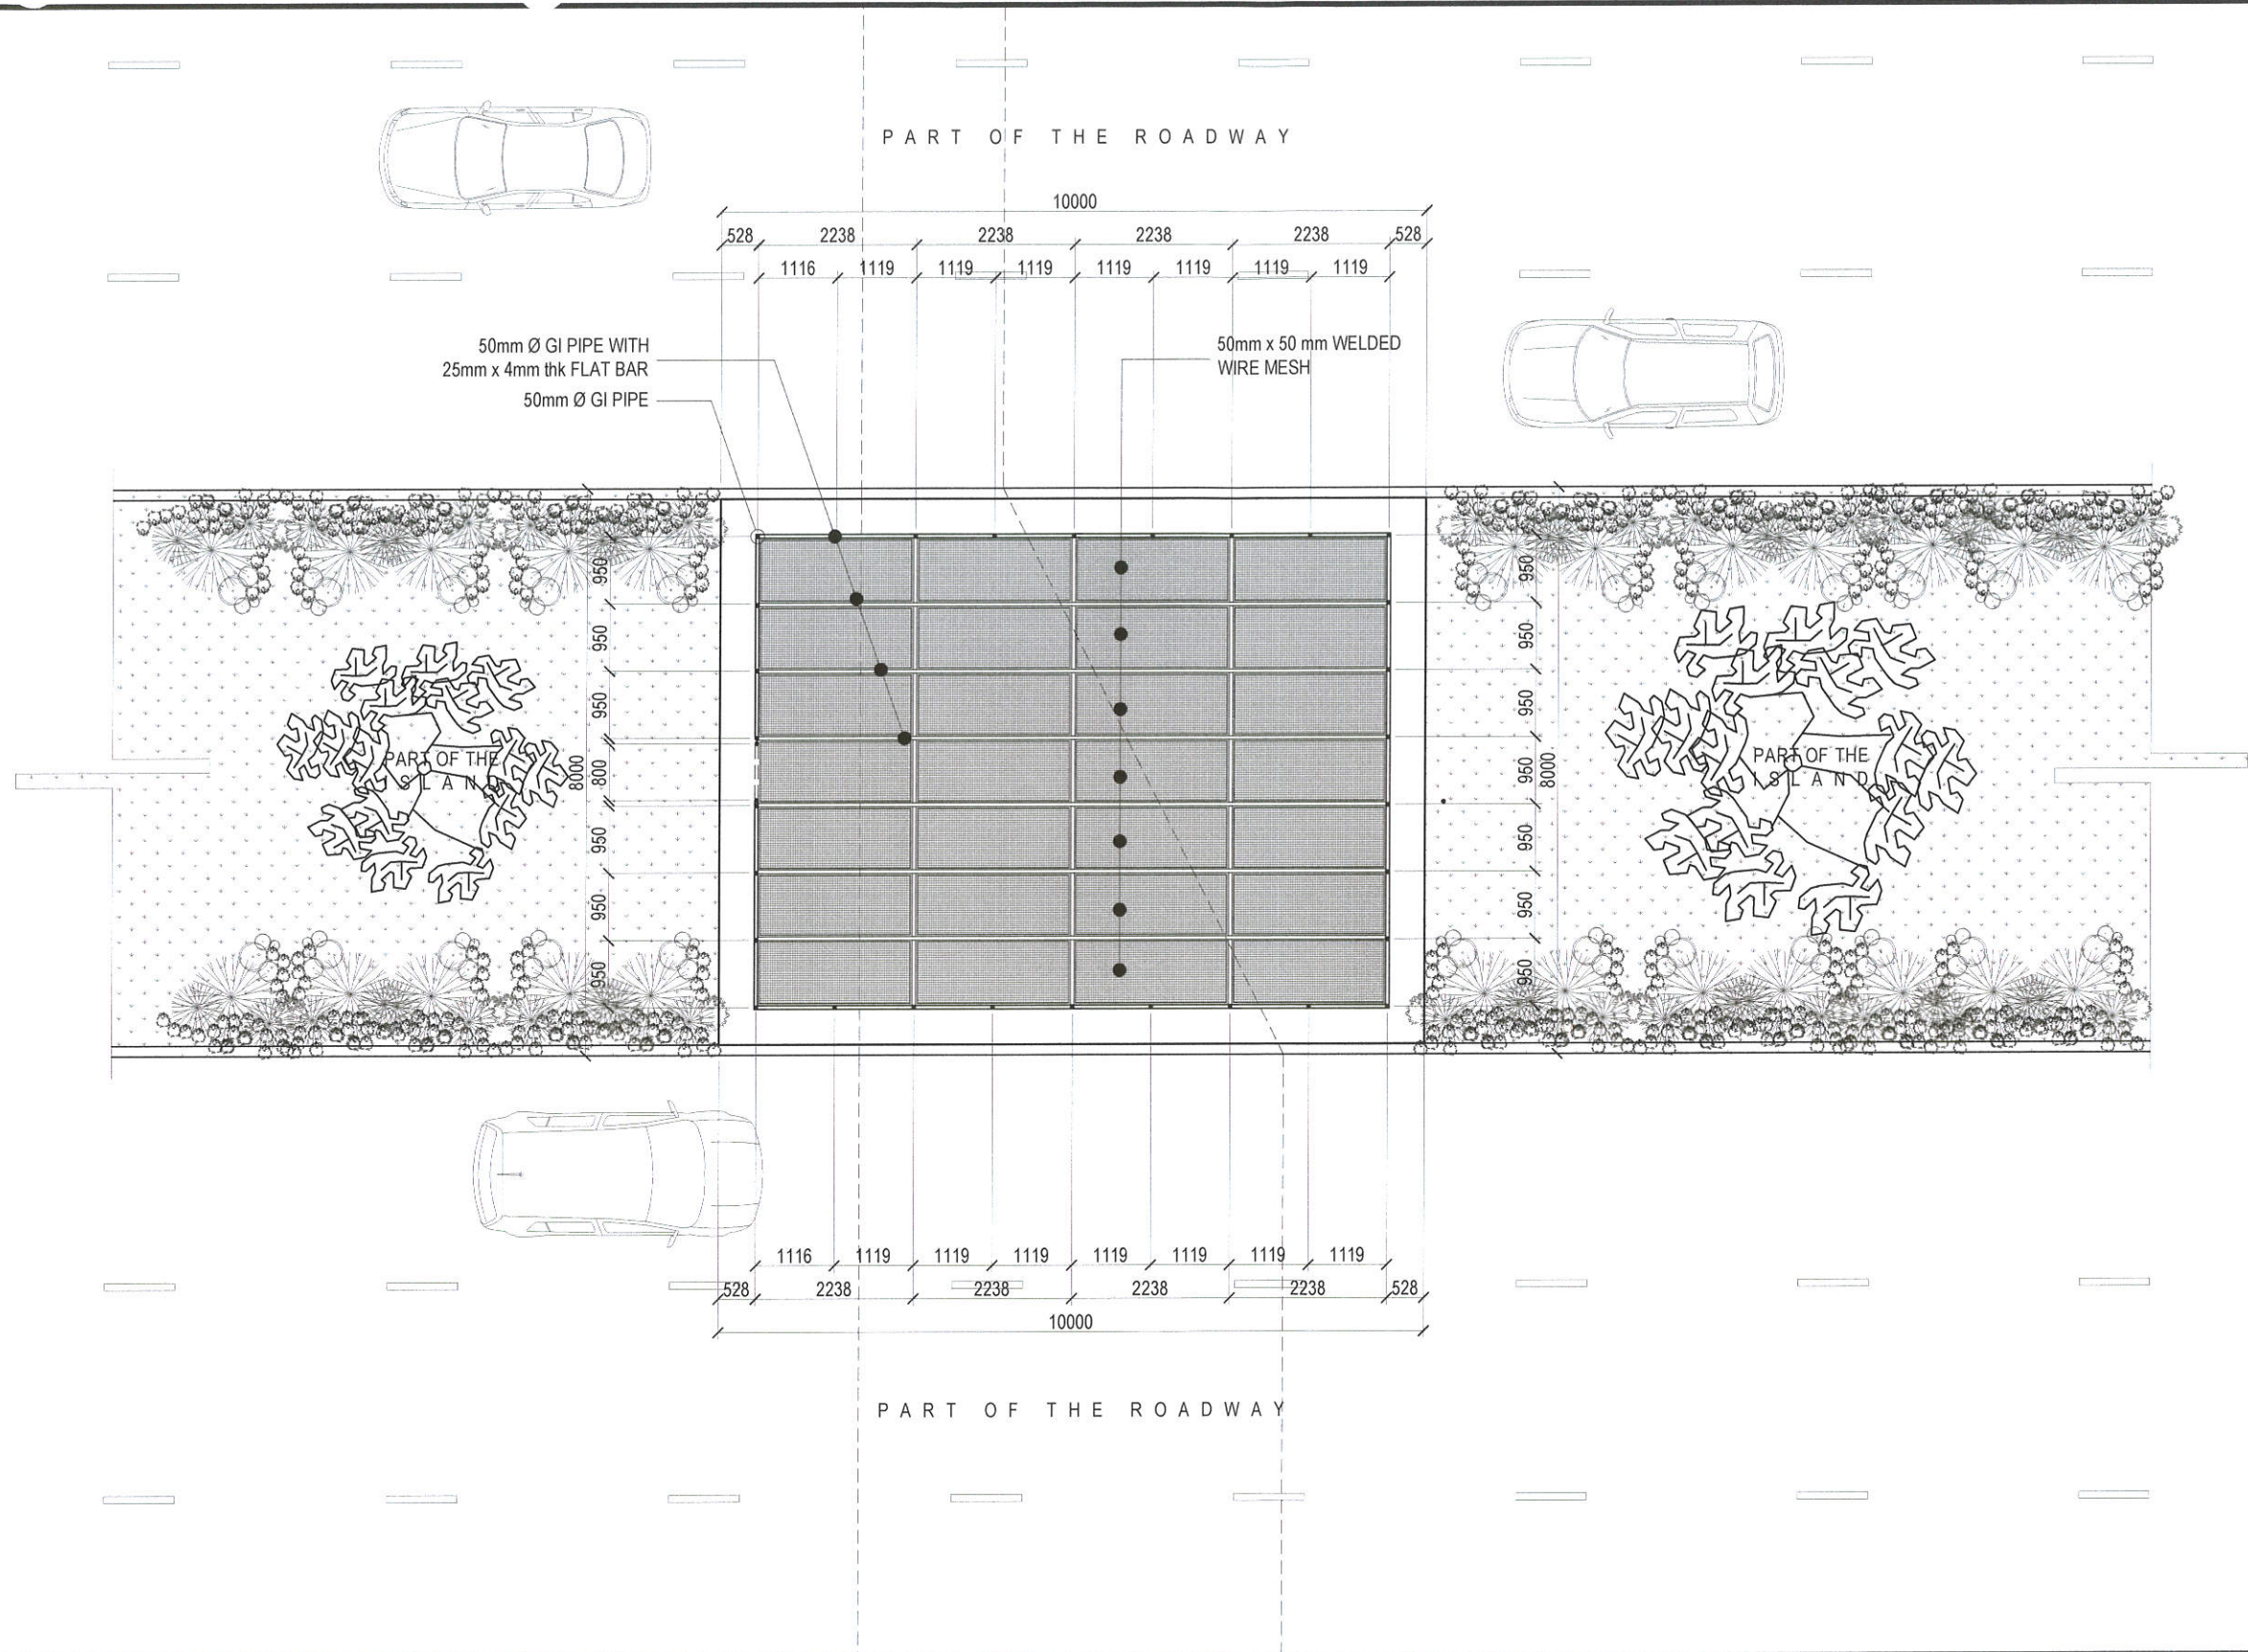 PART OF THE ROADWAY
10000
528 2238 2238 2238 2238 528
1116 1119 1119 1119 1119 1119 1119 1119
50mm Ø GI PIPE WITH
25mm x 4mm thk FLAT BAR
50mm Ø GI PIPE
50mm x 50 mm WELDED
WIRE MESH
950
950
950
800
950
950
950
8000
PART OF THE
ISLAND
950
950
950
950
950
950
950
8000
PART OF THE
ISLAND
1116 1119 1119 1119 1119 1119 1119 1119
528 2238 2238 2238 2238 528
10000
PART OF THE ROADWAY